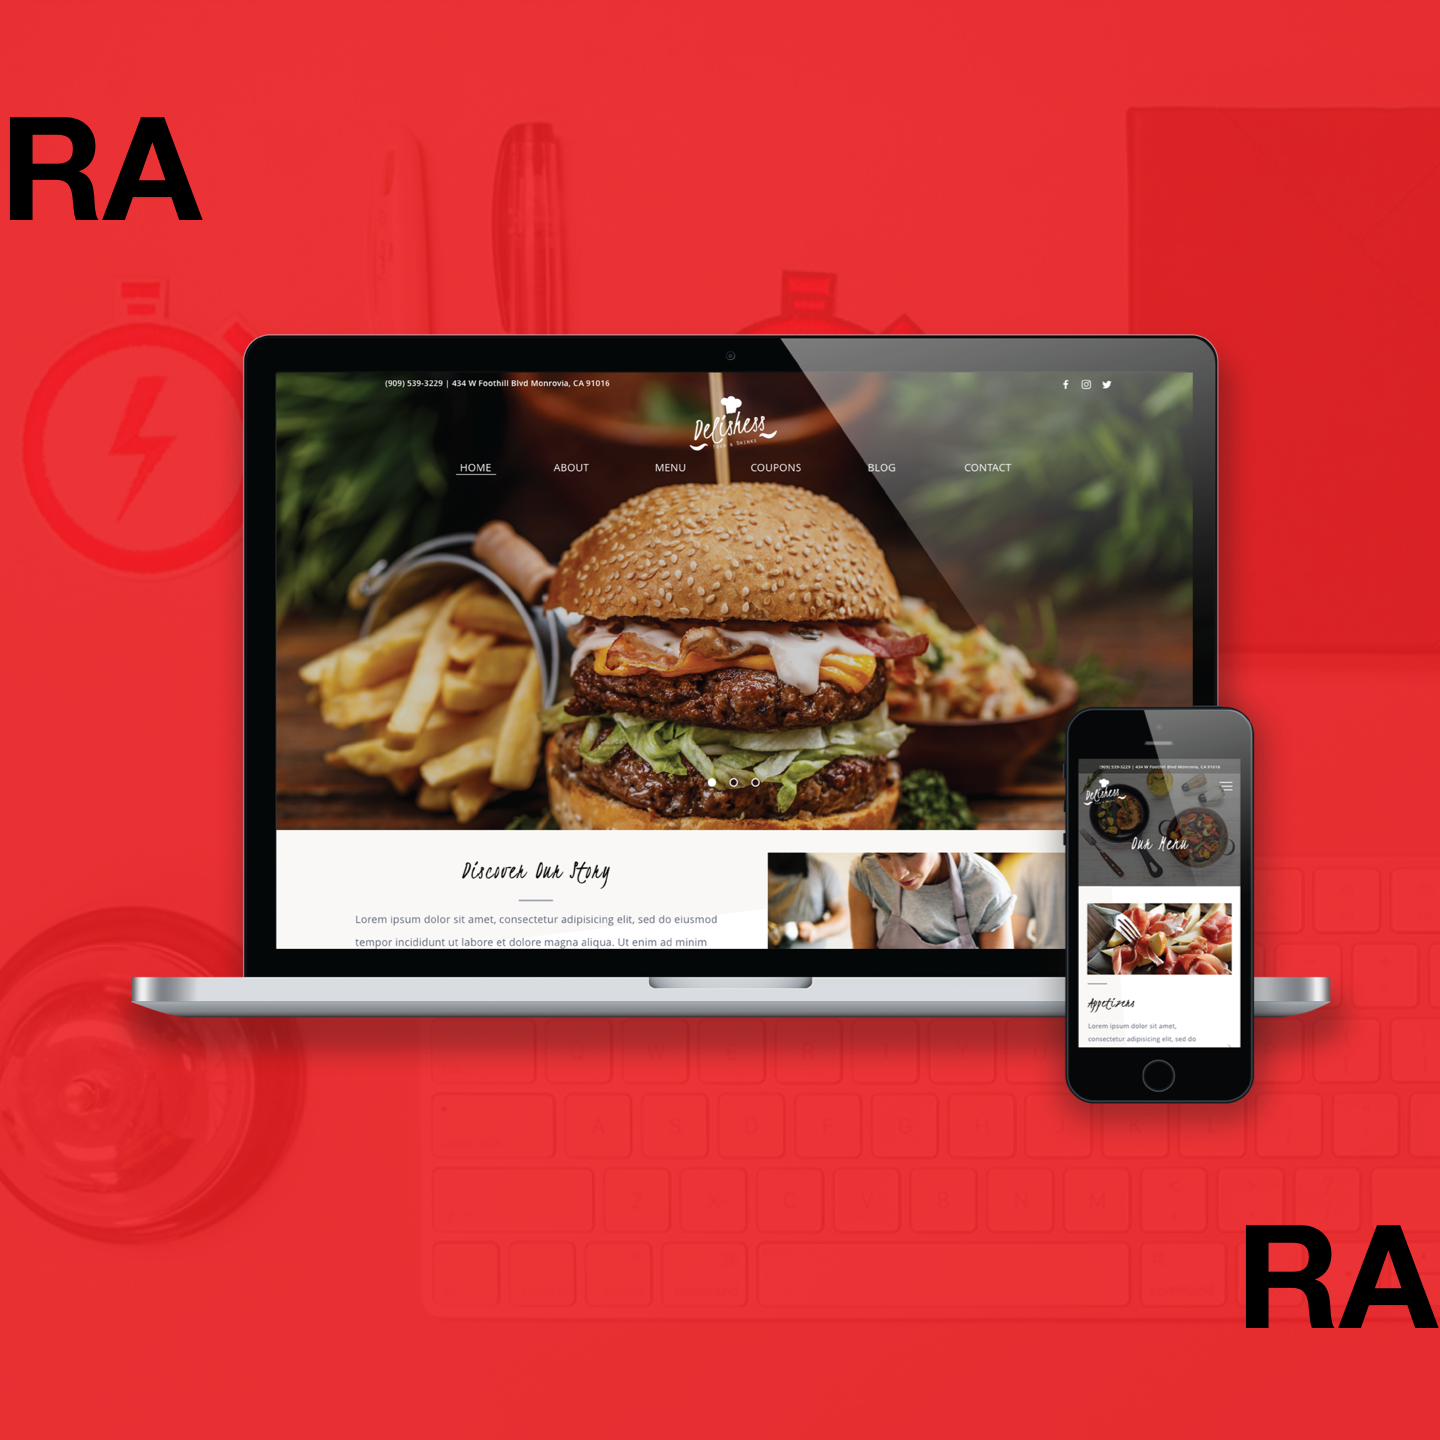 RA
(909) 539-3229 | 434 W Foothill Blvd Monrovia, CA 91016
Delishess
HOME ABOUT MENU COUPONS BLOG CONTACT
Discover Our Story
Lorem ipsum dolor sit amet, consectetur adipisicing elit, sed do eiusmod
tempor incididunt ut labore et dolore magna aliqua. Ut enim ad minim
(909) 539-3229 | 434 W Foothill Blvd Monrovia, CA 91016
Delishess
Our Menu
Appetizers
Lorem ipsum dolor sit amet,
consectetur adipisicing elit, sed do
A S D F G H J K L
Z X C V B N M
RA